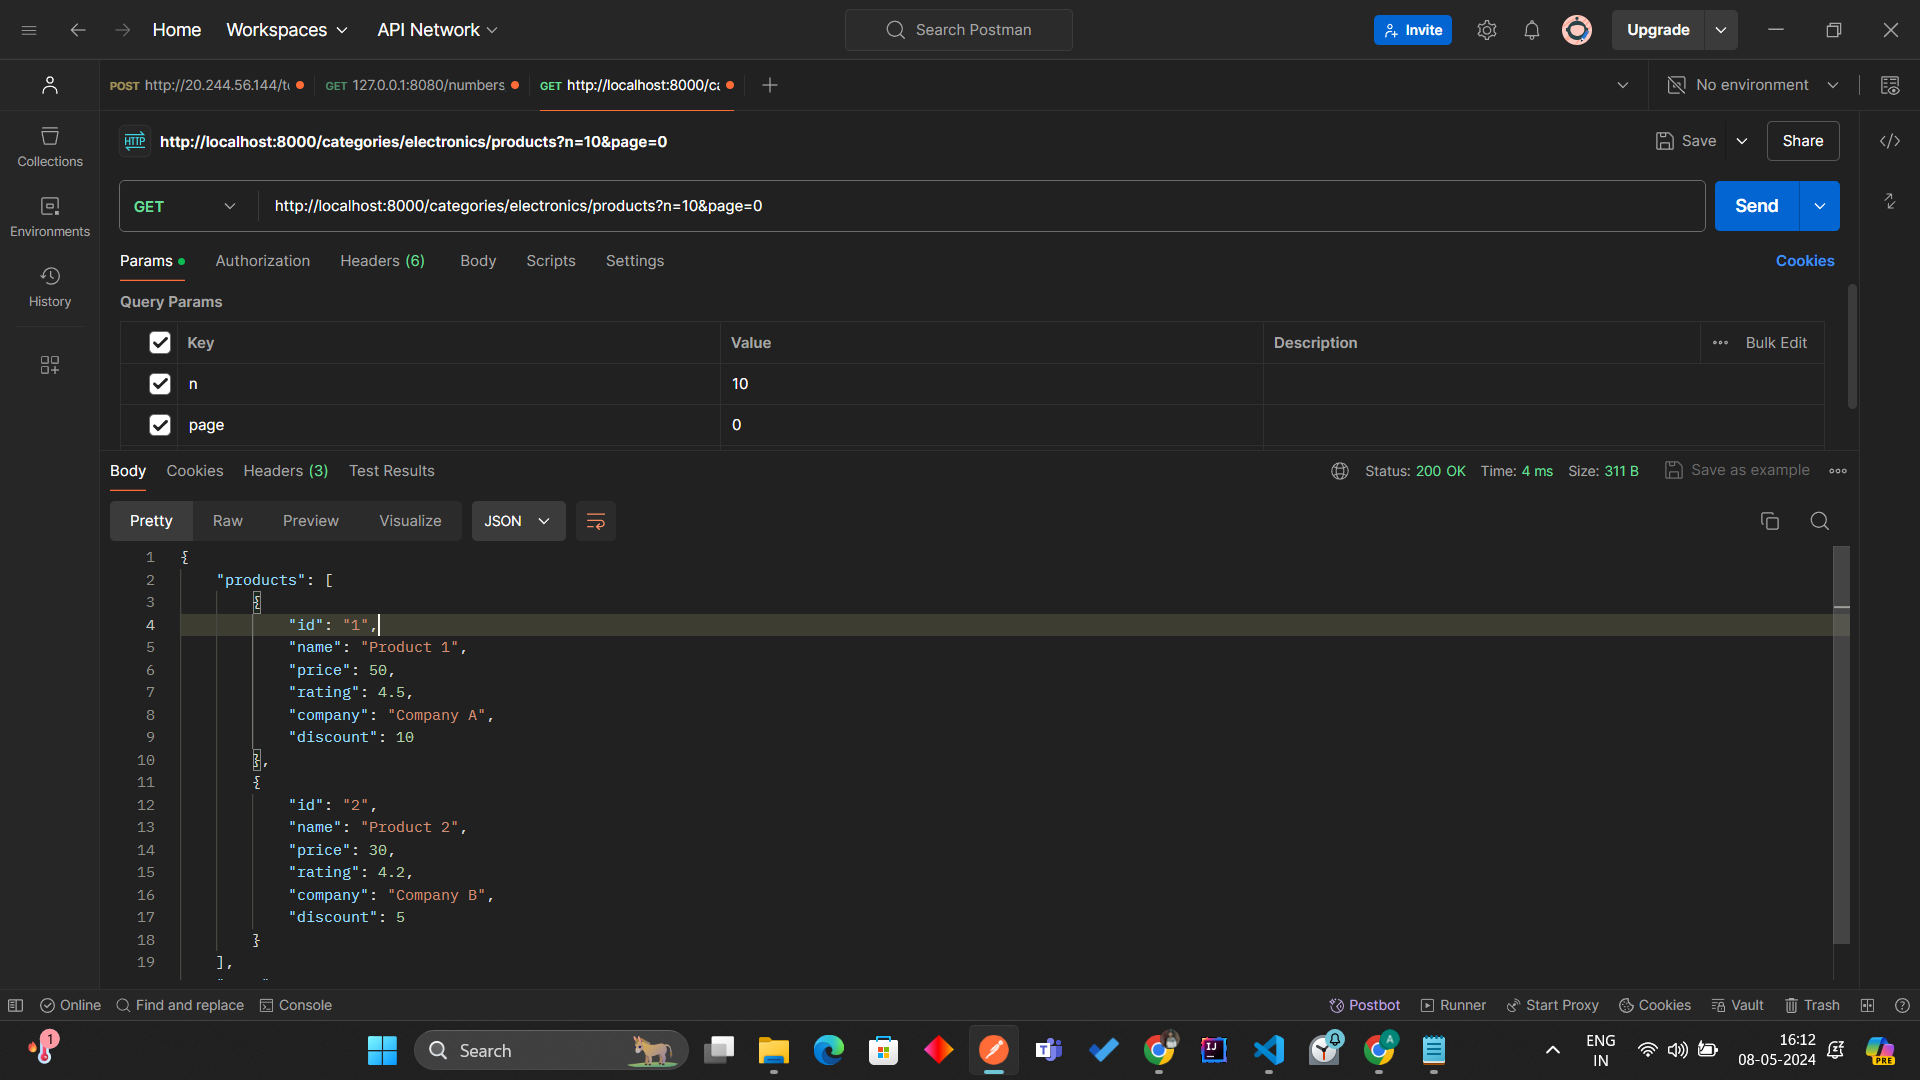 Home Workspaces API Network Search Postman Invite Upgrade
POST http://20.244.56.144/t GET 127.0.0.1:8080/numbers GET http://localhost:8000/ca No environment
HTTP http://localhost:8000/categories/electronics/products?n=10&page=0 Save Share
Collections
Environments
History
GET http://localhost:8000/categories/electronics/products?n=10&page=0 Send
Params Authorization Headers (6) Body Scripts Settings Cookies
Query Params
Key Value Description Bulk Edit
n 10
page 0
Body Cookies Headers (3) Test Results Status: 200 OK Time: 4 ms Size: 311 B Save as example
Pretty Raw Preview Visualize JSON
1 {
2 "products": [
3 {
4 "id": "1",
5 "name": "Product 1",
6 "price": 50,
7 "rating": 4.5,
8 "company": "Company A",
9 "discount": 10
10 },
11 {
12 "id": "2",
13 "name": "Product 2",
14 "price": 30,
15 "rating": 4.2,
16 "company": "Company B",
17 "discount": 5
18 }
19 ],
Online Find and replace Console Postbot Runner Start Proxy Cookies Vault Trash
1 Search IJ A ENG 16:12
IN 08-05-2024 PRE